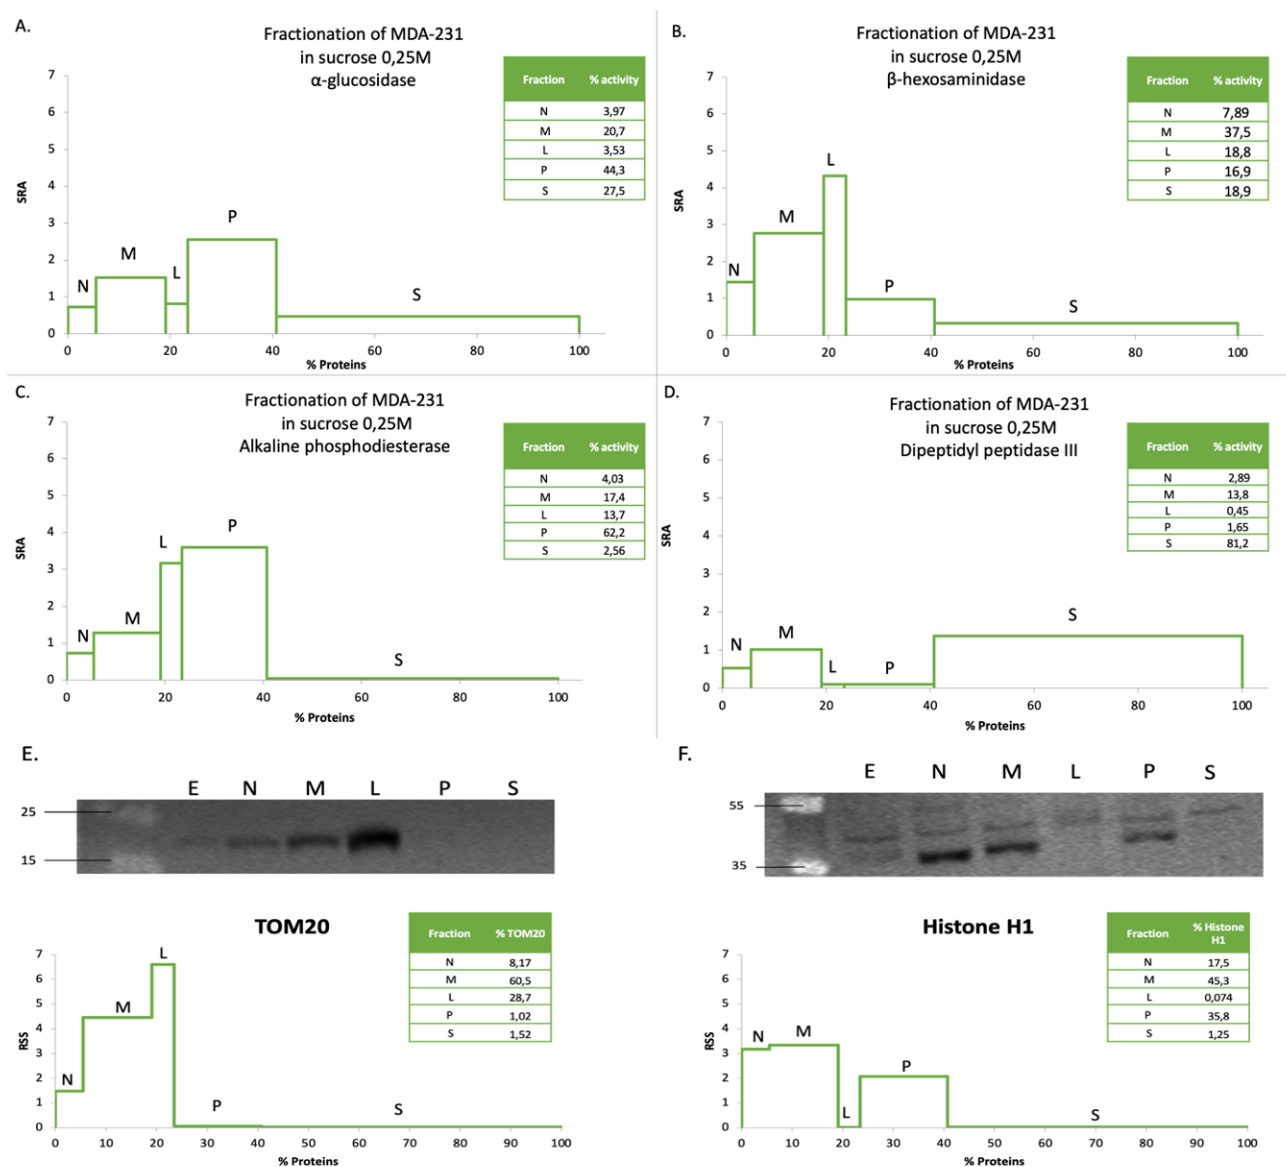 A.
Fractionation of MDA-231
in sucrose 0,25M
α-glucosidase
Fraction % activity
N 3,97
M 20,7
L 3,53
P 44,3
S 27,5
7
6
5
4
3
2
1
0
SRA
N
M
L
P
S
0 20 40 60 80 100
% Proteins
B.
Fractionation of MDA-231
in sucrose 0,25M
β-hexosaminidase
Fraction % activity
N 7,89
M 37,5
L 18,8
P 16,9
S 18,9
7
6
5
4
3
2
1
0
SRA
N
M
L
P
S
0 20 40 60 80 100
% Proteins
C.
Fractionation of MDA-231
in sucrose 0,25M
Alkaline phosphodiesterase
Fraction % activity
N 4,03
M 17,4
L 13,7
P 62,2
S 2,56
7
6
5
4
3
2
1
0
SRA
N
M
L
P
S
0 20 40 60 80 100
% Proteins
D.
Fractionation of MDA-231
in sucrose 0,25M
Dipeptidyl peptidase III
Fraction % activity
N 2,89
M 13,8
L 0,45
P 1,65
S 81,2
7
6
5
4
3
2
1
0
SRA
N
M
L
P
S
0 20 40 60 80 100
% Proteins
E.
E N M L P S
25
15
TOM20
Fraction % TOM20
N 8,17
M 60,5
L 28,7
P 1,02
S 1,52
7
6
5
4
3
2
1
0
RSS
N
M
L
P
S
0 10 20 30 40 50 60 70 80 90 100
% Proteins
F.
E N M L P S
55
35
Histone H1
Fraction % Histone
H1
N 17,5
M 45,3
L 0,074
P 35,8
S 1,25
7
6
5
4
3
2
1
0
RSS
N
M
L
P
S
0 10 20 30 40 50 60 70 80 90 100
% Proteins